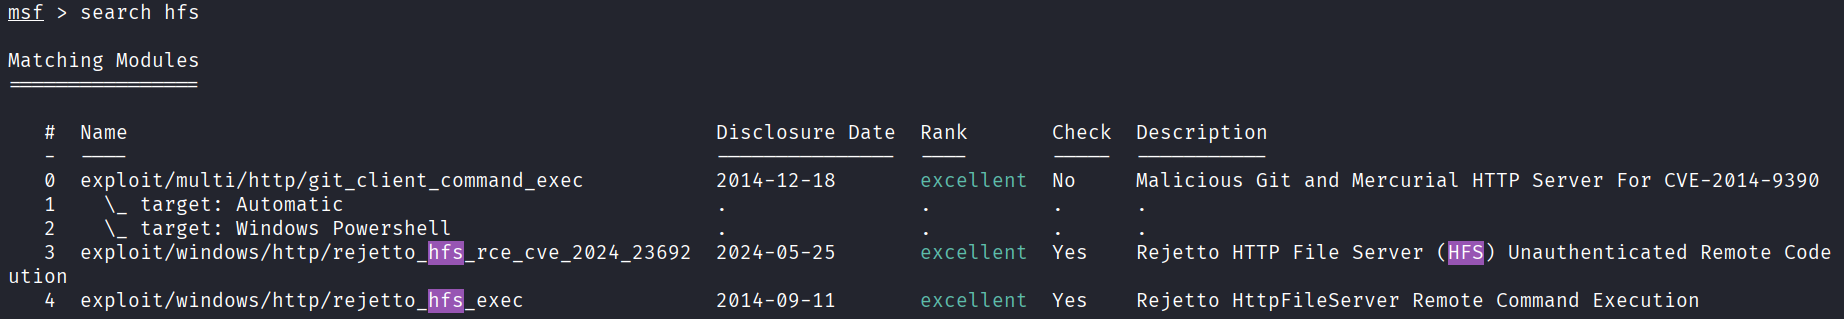 msf > search hfs
Matching Modules
================
#  Name  Disclosure Date  Rank  Check  Description
-  ----  ---------------  ----  -----  -----------
0  exploit/multi/http/git_client_command_exec  2014-12-18  excellent  No  Malicious Git and Mercurial HTTP Server For CVE-2014-9390
1  \_ target: Automatic  .  .  .  .
2  \_ target: Windows Powershell  .  .  .  .
3  exploit/windows/http/rejetto_hfs_rce_cve_2024_23692  2024-05-25  excellent  Yes  Rejetto HTTP File Server (HFS) Unauthenticated Remote Code
ution
4  exploit/windows/http/rejetto_hfs_exec  2014-09-11  excellent  Yes  Rejetto HttpFileServer Remote Command Execution